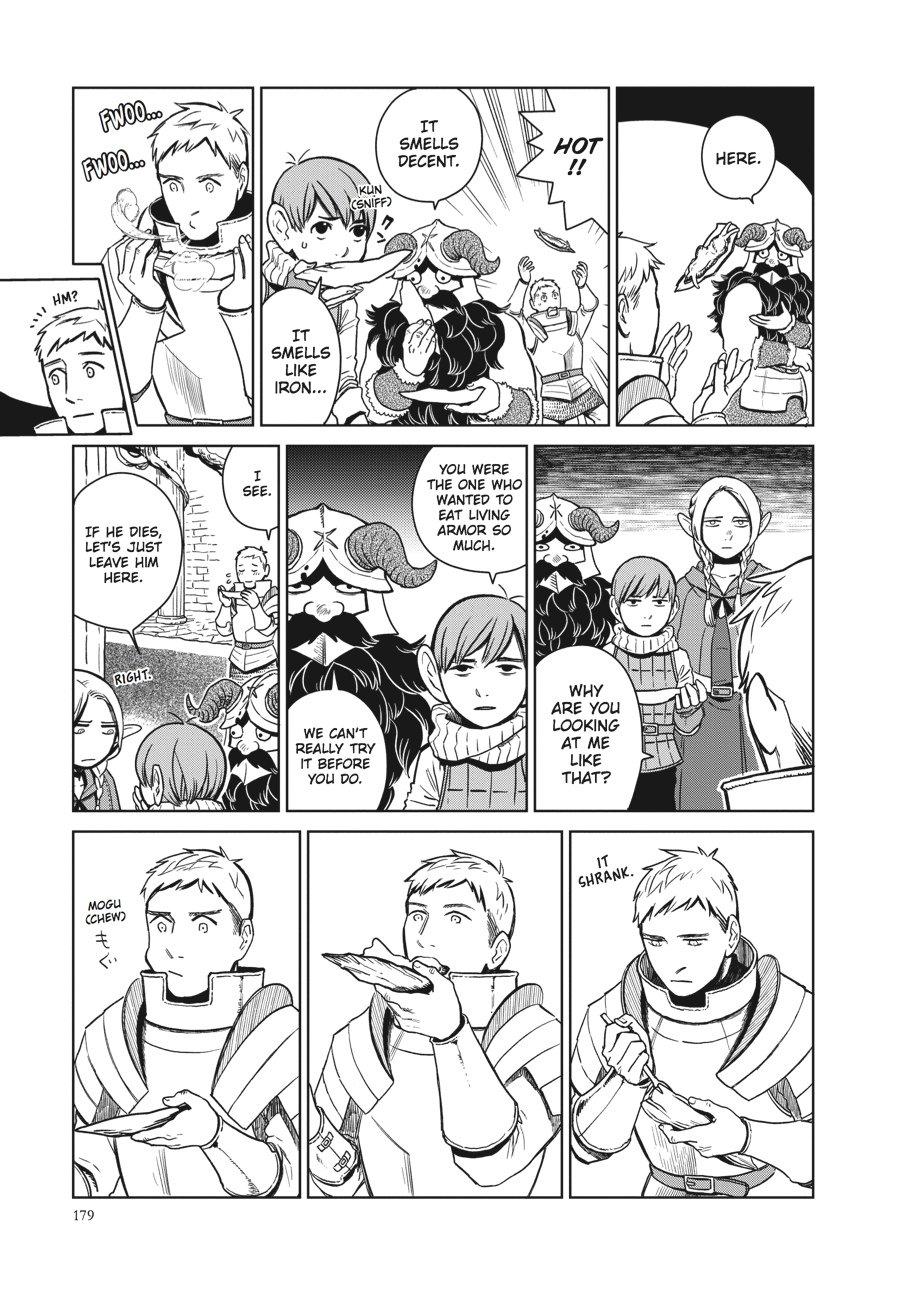 HERE.
HOT
!!
IT
SMELLS
DECENT.
KUN
(SNIFF)
IT
SMELLS
LIKE
IRON...
FWOO...
FWOO...
HM?
WHY
ARE YOU
LOOKING
AT ME
LIKE
THAT?
YOU WERE
THE ONE WHO
WANTED TO
EAT LIVING
ARMOR SO
MUCH.
WE CAN'T
REALLY TRY
IT BEFORE
YOU DO.
I
SEE.
IF HE DIES,
LET'S JUST
LEAVE HIM
HERE.
RIGHT.
IT
SHRANK.
MOGU
(CHEW)
もぐ
179